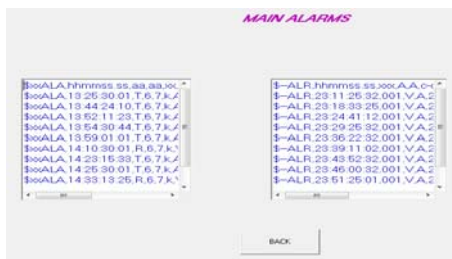 MAIN ALARMS
$xxALA,hhmmss.ss,aa,aa,xx,
$xxALA,13:25:30:01,T,6,7,k,A
$xxALA,13:44:24:10,T,6,7,k,A
$xxALA,13:52:11:23,T,6,7,k,A
$xxALA,13:54:30:44,T,6,7,k,A
$xxALA,13:59:01:01,T,6,7,k,A
$xxALA,14:10:30:01,R,6,7,k,V
$xxALA,14:23:15:33,T,6,7,k,A
$xxALA,14:25:30:01,T,6,7,k,A
$xxALA,14:33:13:25,R,6,7,k,V
$--ALR,hhmmss.ss,xxx,A,A,c--c
$--ALR,23:11:25:32,001,V,A,2
$--ALR,23:18:33:25,001,V,A,2
$--ALR,23:24:41:12,001,V,A,2
$--ALR,23:29:25:32,001,V,A,2
$--ALR,23:36:22:32,001,V,A,2
$--ALR,23:39:11:02,001,V,A,2
$--ALR,23:43:52:32,001,V,A,2
$--ALR,23:46:00:32,001,V,A,2
$--ALR,23:51:25:01,001,V,A,2
BACK